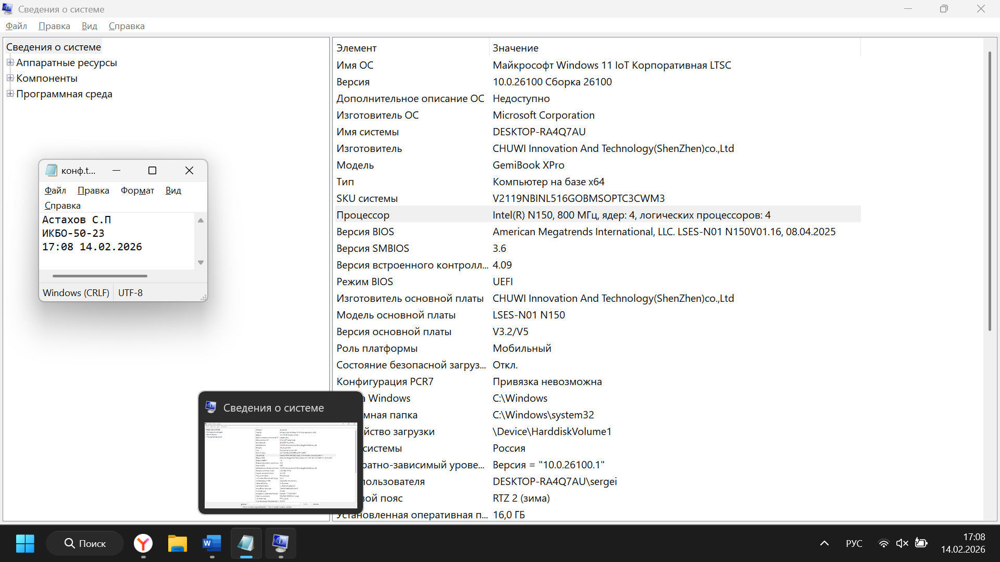 Сведения о системе
Файл Правка Вид Справка
Сведения о системе
Аппаратные ресурсы
Компоненты
Программная среда
конф.t...
Файл Правка Формат Вид
Справка
Астахов С.П
ИКБО-50-23
17:08 14.02.2026
Windows (CRLF) UTF-8
Элемент Значение
Имя ОС Майкрософт Windows 11 IoT Корпоративная LTSC
Версия 10.0.26100 Сборка 26100
Дополнительное описание ОС Недоступно
Изготовитель ОС Microsoft Corporation
Имя системы DESKTOP-RA4Q7AU
Изготовитель CHUWI Innovation And Technology(ShenZhen)co.,Ltd
Модель GemiBook XPro
Тип Компьютер на базе x64
SKU системы V2119NBINL516GOBMSOPTC3CWM3
Процессор Intel(R) N150, 800 МГц, ядер: 4, логических процессоров: 4
Версия BIOS American Megatrends International, LLC. LSES-N01 N150V01.16, 08.04.2025
Версия SMBIOS 3.6
Версия встроенного контролл... 4.09
Режим BIOS UEFI
Изготовитель основной платы CHUWI Innovation And Technology(ShenZhen)co.,Ltd
Модель основной платы LSES-N01 N150
Версия основной платы V3.2/V5
Роль платформы Мобильный
Состояние безопасной загруз... Откл.
Конфигурация PCR7 Привязка невозможна
а Windows C:\Windows
мная папка C:\Windows\system32
йство загрузки \Device\HarddiskVolume1
системы Россия
ратно-зависимый урове... Версия = "10.0.26100.1"
пользователя DESKTOP-RA4Q7AU\sergei
вой пояс RTZ 2 (зима)
Установленная оперативная п... 16,0 ГБ
Сведения о системе
Поиск
РУС
17:08
14.02.2026